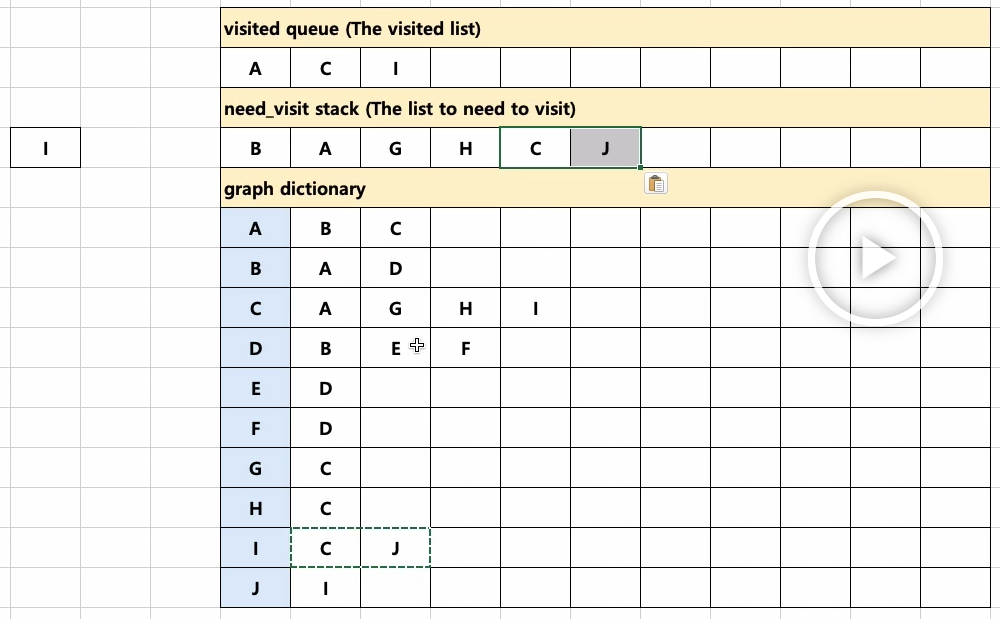 visited queue (The visited list)
A C I
need_visit stack (The list to need to visit)
I B A G H C J
graph dictionary
A B C
B A D
C A G H I
D B E F
E D
F D
G C
H C
I C J
J I